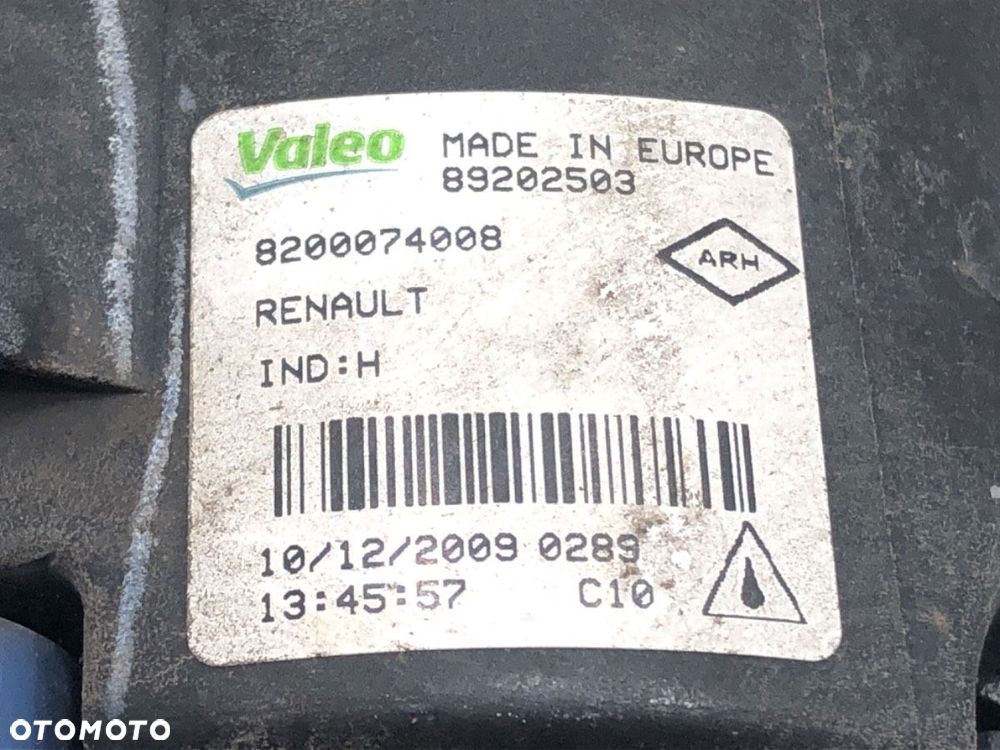 Valeo MADE IN EUROPE
89202503
8200074008
ARH
RENAULT
IND:H
10/12/2009 0289
13:45:57 C10
OTOMOTO